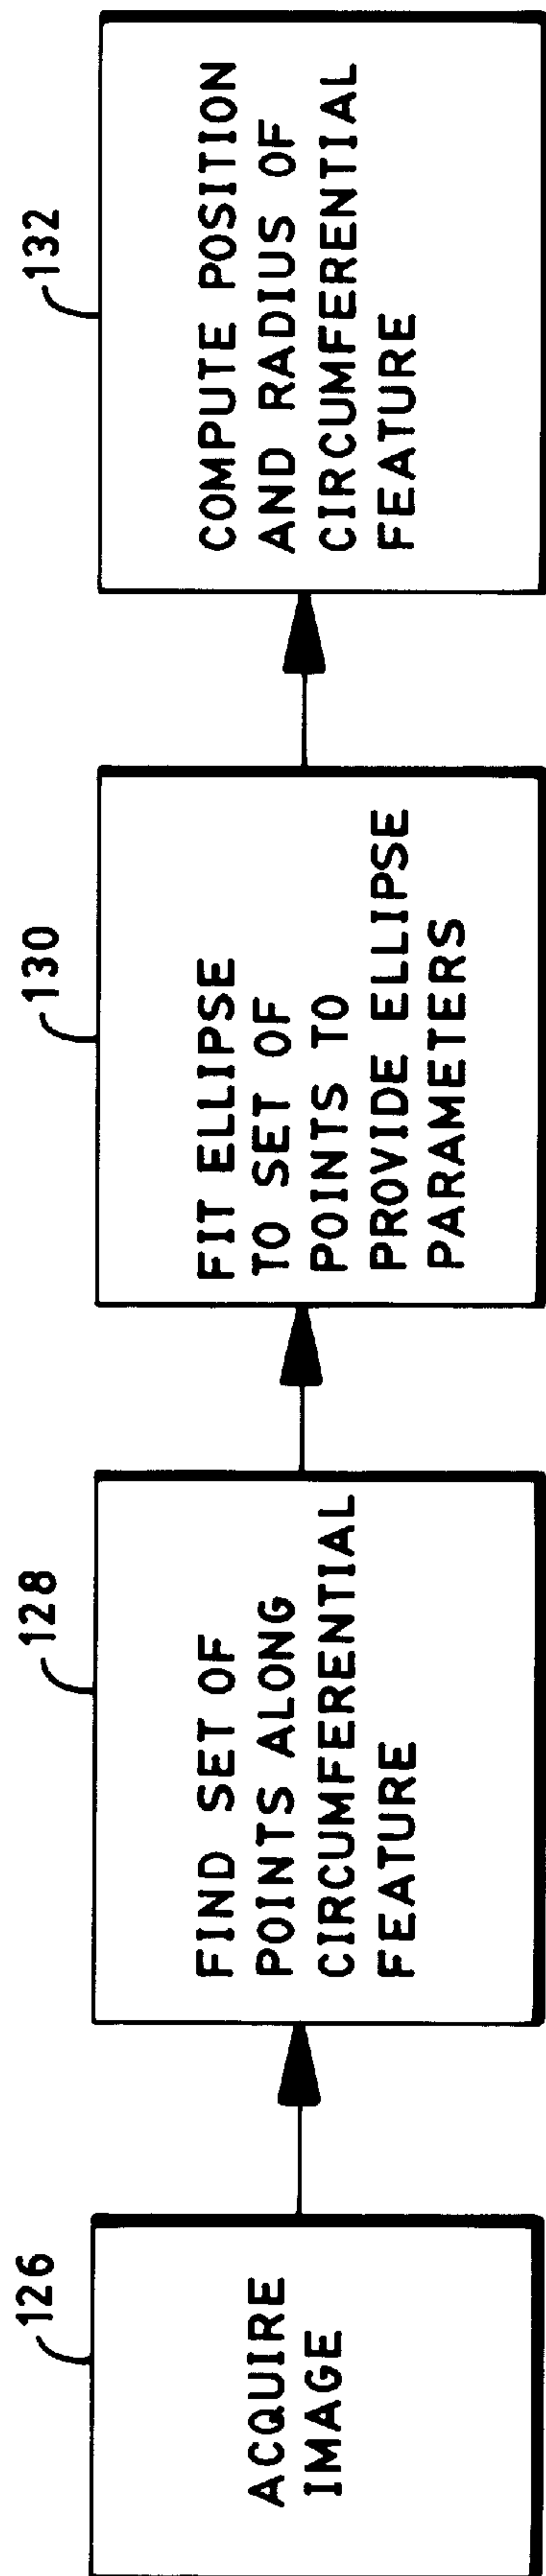 126
ACQUIRE
IMAGE
128
FIND SET OF
POINTS ALONG
CIRCUMFERENTIAL
FEATURE
130
FIT ELLIPSE
TO SET OF
POINTS TO
PROVIDE ELLIPSE
PARAMETERS
132
COMPUTE POSITION
AND RADIUS OF
CIRCUMFERENTIAL
FEATURE